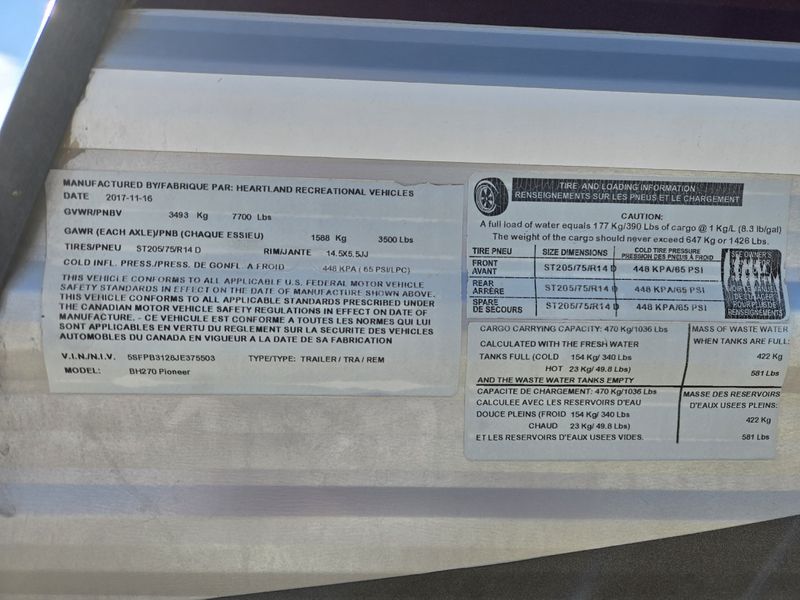 MANUFACTURED BY/FABRIQUE PAR: HEARTLAND RECREATIONAL VEHICLES
DATE 2017-11-16
GVWR/PNBV 3493 Kg 7700 Lbs
GAWR (EACH AXLE)/PNB (CHAQUE ESSIEU) 1588 Kg 3500 Lbs
TIRES/PNEU ST205/75/R14 D RIM/JANTE 14.5X5.5JJ
COLD INFL. PRESS/PRESS. DE GONFL. A FROID 448 KPA ( 65 PSI/LPC)
THIS VEHICLE CONFORMS TO ALL APPLICABLE U.S. FEDERAL MOTOR VEHICLE
SAFETY STANDARDS IN EFFECT ON THE DATE OF MANUFACTURE SHOWN ABOVE.
THIS VEHICLE CONFORMS TO ALL APPLICABLE STANDARDS PRESCRIBED UNDER
THE CANADIAN MOTOR VEHICLE SAFETY REGULATIONS IN EFFECT ON DATE OF
MANUFACTURE. - CE VEHICULE EST CONFORME A TOUTES LES NORMES QUI LUI
SONT APPLICABLES EN VERTU DU REGLEMENT SUR LA SECURITE DES VEHICLES
AUTOMOBILES DU CANADA EN VIGUEUR A LA DATE DE SA FABRICATION
V.I.N./N.I.V. 5SFPB3128JE375503 TYPE/TYPE: TRAILER / TRA / REM
MODEL: BH270 Pioneer
TIRE AND LOADING INFORMATION
RENSEIGNEMENTS SUR LES PNEUS ET LE CHARGEMENT
CAUTION:
A full load of water equals 177 Kg/390 Lbs of cargo @ 1 Kg/L (8.3 lb/gal)
The weight of the cargo should never exceed 647 Kg or 1426 Lbs.
TIRE PNEU SIZE DIMENSIONS COLD TIRE PRESSURE
PRESSION DES PNEUS À FROID
FRONT
AVANT ST205/75/R14 D 448 KPA/65 PSI
REAR
ARRÈRE ST205/75/R14 D 448 KPA/65 PSI
SPARE
DE SECOURS ST205/75/R14 D 448 KPA/65 PSI
SEE OWNER'S
RENSEIGNEMENTS
CARGO CARRYING CAPACITY: 470 Kg/1036 Lbs
CALCULATED WITH THE FRESH WATER
TANKS FULL (COLD 154 Kg/ 340 Lbs
HOT 23 Kg/ 49.8 Lbs)
AND THE WASTE WATER TANKS EMPTY
MASS OF WASTE WATER
WHEN TANKS ARE FULL:
422 Kg
581 Lbs
CAPACITE DE CHARGEMENT: 470 Kg/1036 Lbs
CALCULEE AVEC LES RESERVOIRS D'EAU
DOUCE PLEINS (FROID 154 Kg/ 340 Lbs
CHAUD 23 Kg/ 49.8 Lbs)
ET LES RESERVOIRS D'EAUX USEES VIDES.
MASSE DES RESERVOIRS
D'EAUX USEES PLEINS:
422 Kg
581 Lbs